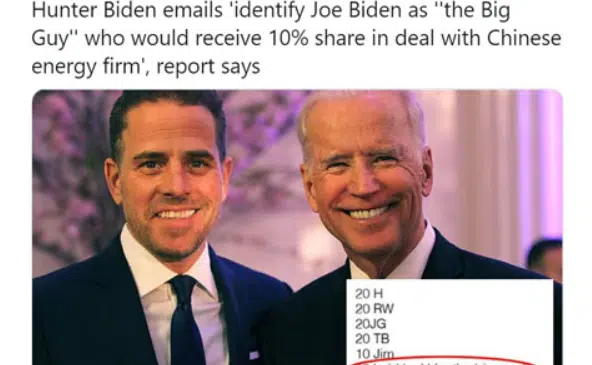 Hunter Biden emails 'identify Joe Biden as ''the Big
Guy'' who would receive 10% share in deal with Chinese
energy firm', report says
20 H
20 RW
20JG
20 TB
10 Jim